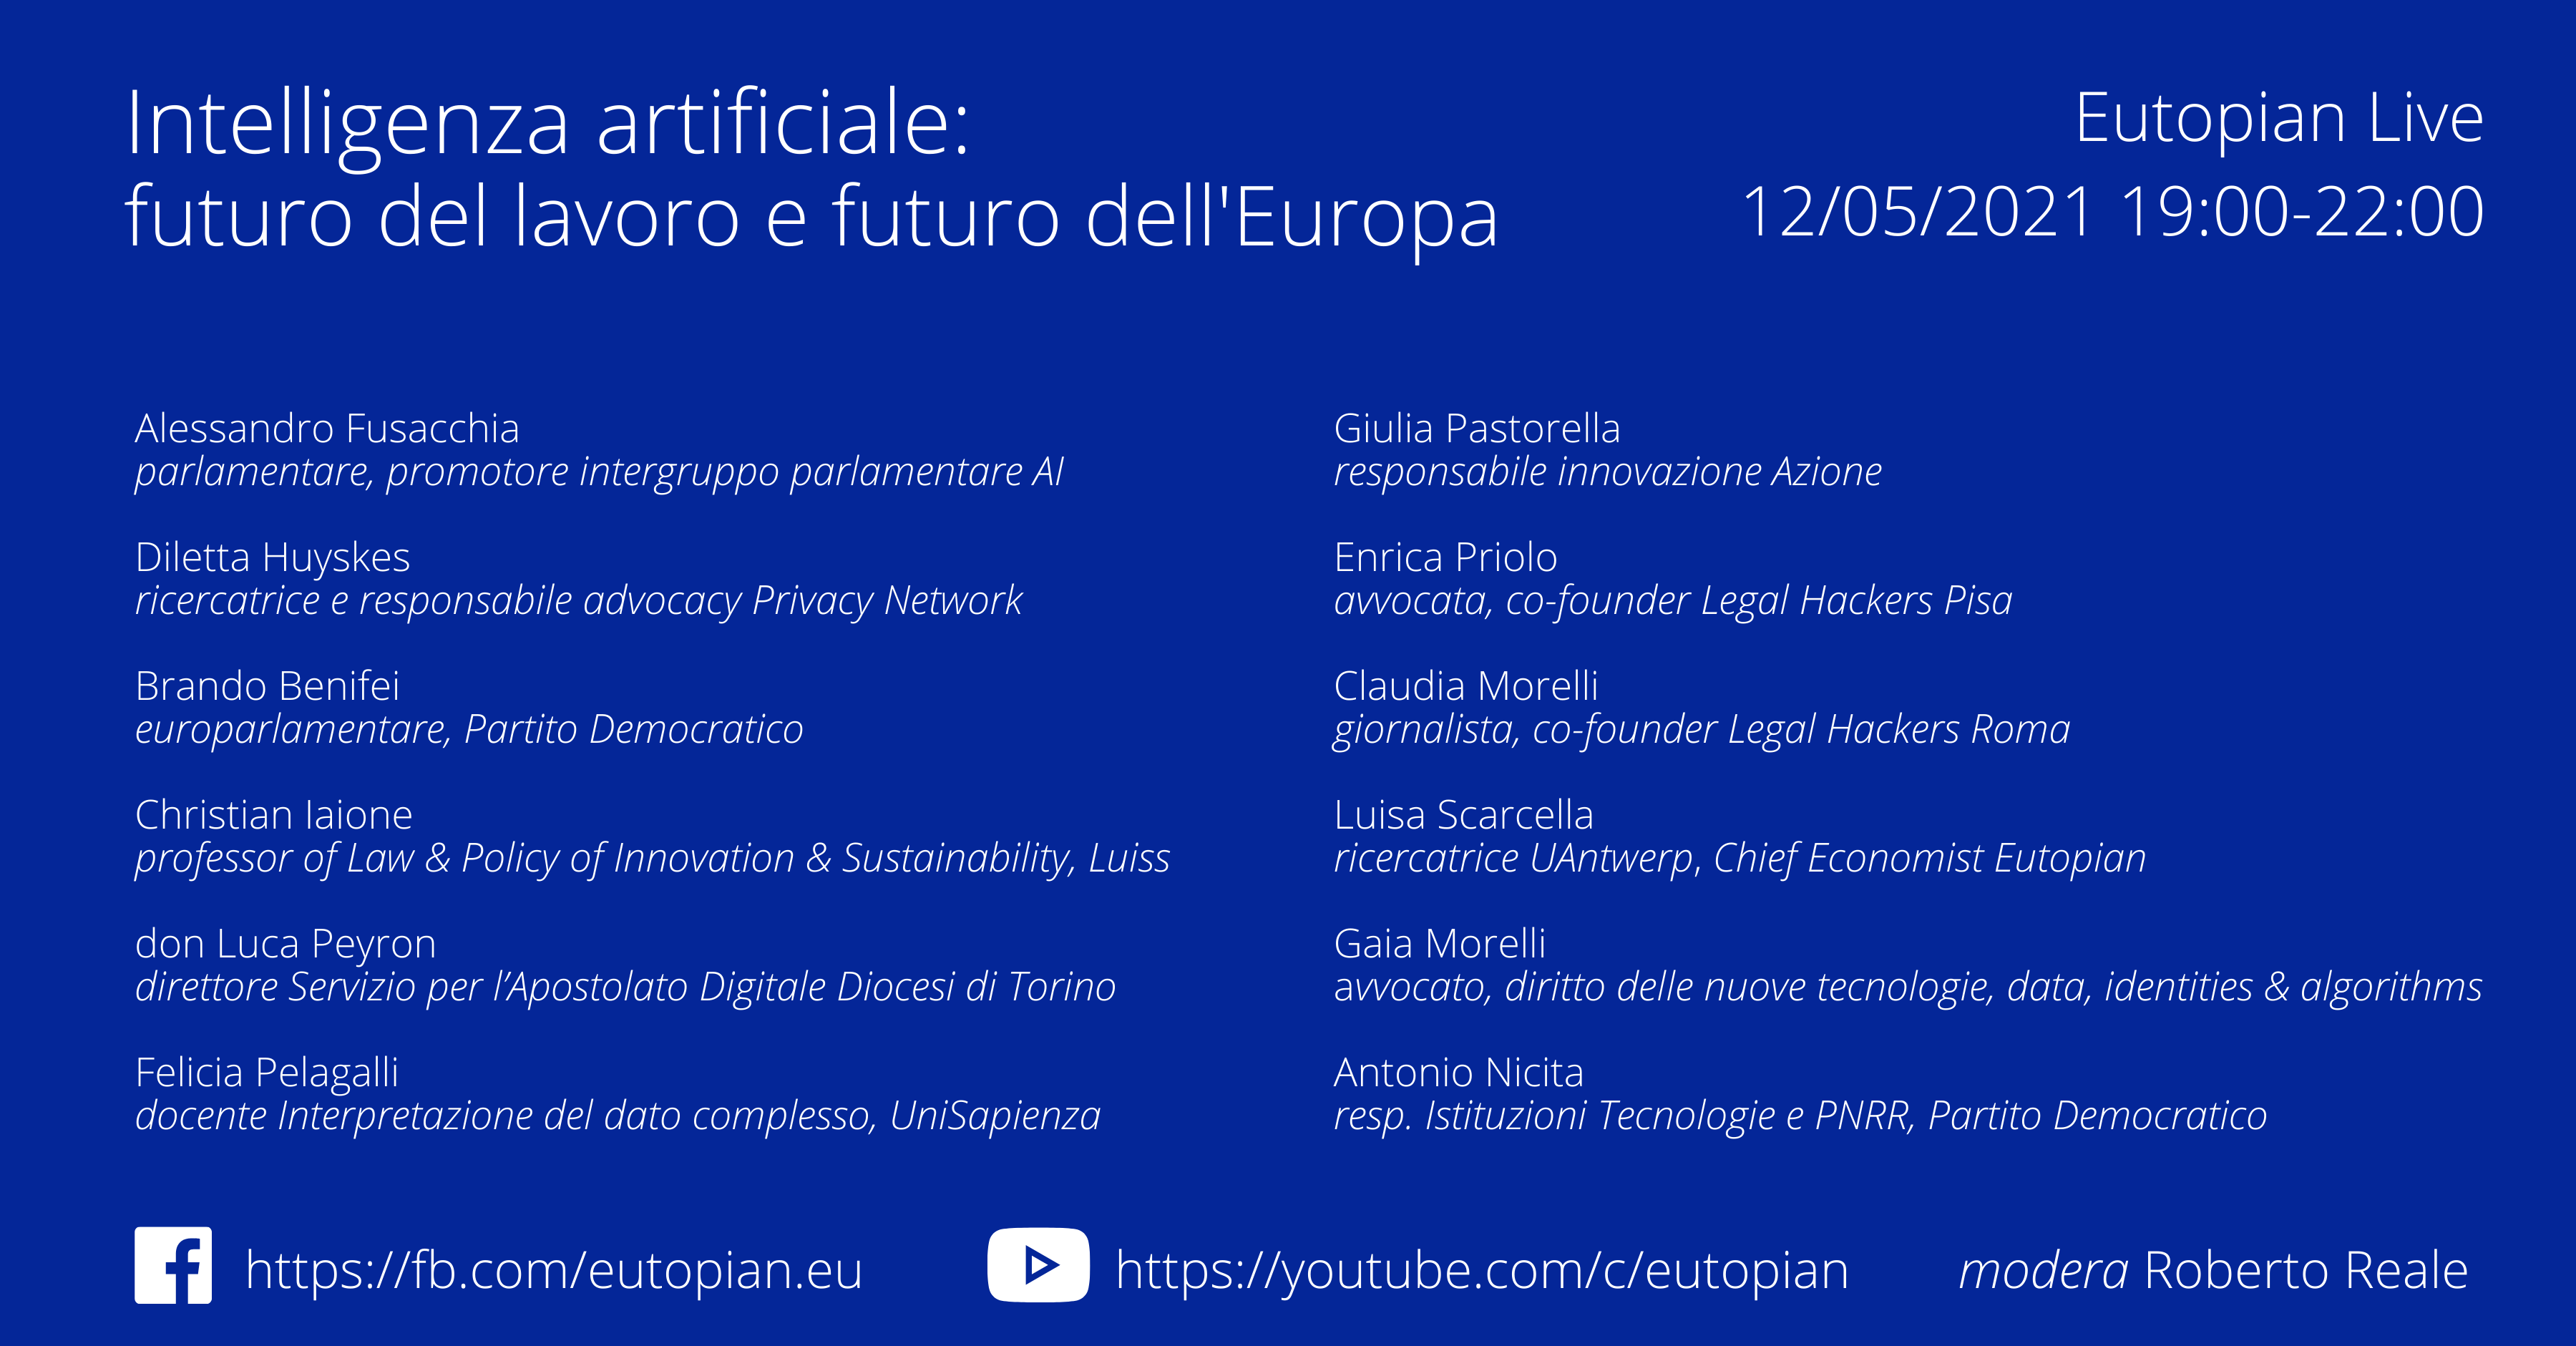 Intelligenza artificiale:
futuro del lavoro e futuro dell'Europa
Eutopian Live
12/05/2021 19:00-22:00
Alessandro Fusacchia
parlamentare, promotore intergruppo parlamentare AI
Diletta Huyskes
ricercatrice e responsabile advocacy Privacy Network
Brando Benifei
europarlamentare, Partito Democratico
Christian Iaione
professor of Law & Policy of Innovation & Sustainability, Luiss
don Luca Peyron
direttore Servizio per l’Apostolato Digitale Diocesi di Torino
Felicia Pelagalli
docente Interpretazione del dato complesso, UniSapienza
Giulia Pastorella
responsabile innovazione Azione
Enrica Priolo
avvocata, co-founder Legal Hackers Pisa
Claudia Morelli
giornalista, co-founder Legal Hackers Roma
Luisa Scarcella
ricercatrice UAntwerp, Chief Economist Eutopian
Gaia Morelli
avvocato, diritto delle nuove tecnologie, data, identities & algorithms
Antonio Nicita
resp. Istituzioni Tecnologie e PNRR, Partito Democratico
https://fb.com/eutopian.eu
https://youtube.com/c/eutopian
modera Roberto Reale